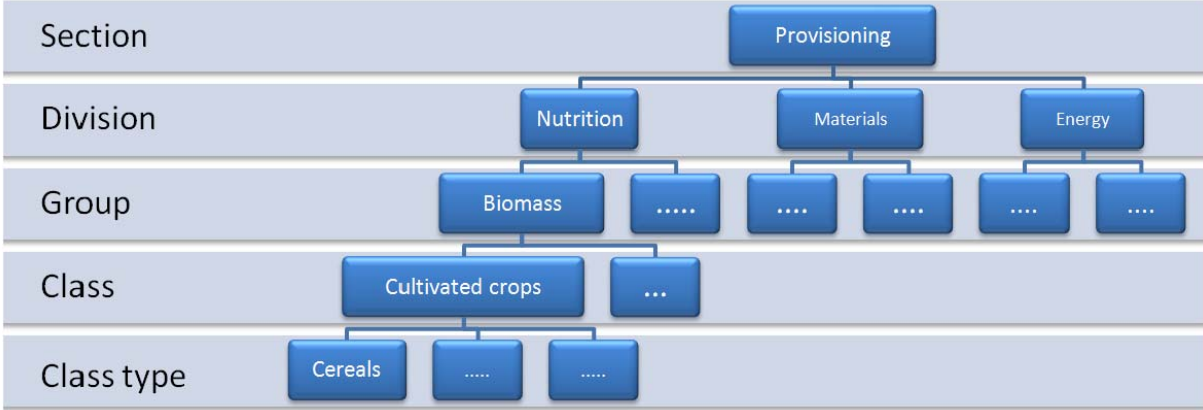 Section
Provisioning
Division
Nutrition
Materials
Energy
Group
Biomass
.....
....
....
....
....
Class
Cultivated crops
...
Class type
Cereals
.....
.....